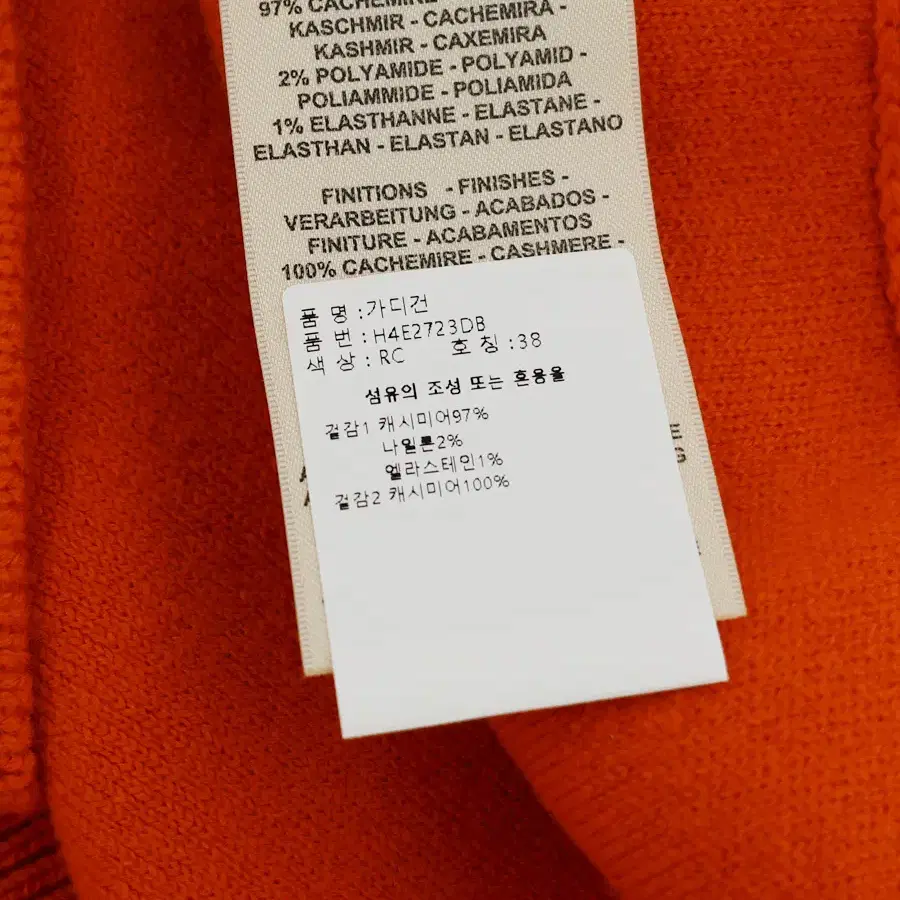 97% CACHEMIRE
KASCHMIR - CACHEMIRA -
KASHMIR - CAXEMIRA
2% POLYAMIDE - POLYAMID -
POLIAMMIDE - POLIAMIDA
1% ELASTHANNE - ELASTANE -
ELASTHAN - ELASTAN - ELASTANO
FINITIONS - FINISHES -
VERARBEITUNG - ACABADOS -
FINITURE - ACABAMENTOS
100% CACHEMIRE - CASHMERE -
품 명 :가디건
품 번 :H4E2723DB
색 상 :RC 호 칭 :38
섬유의 조성 또는 혼용율
겉감1 캐시미어97%
나일론2%
엘라스테인1%
겉감2 캐시미어100%